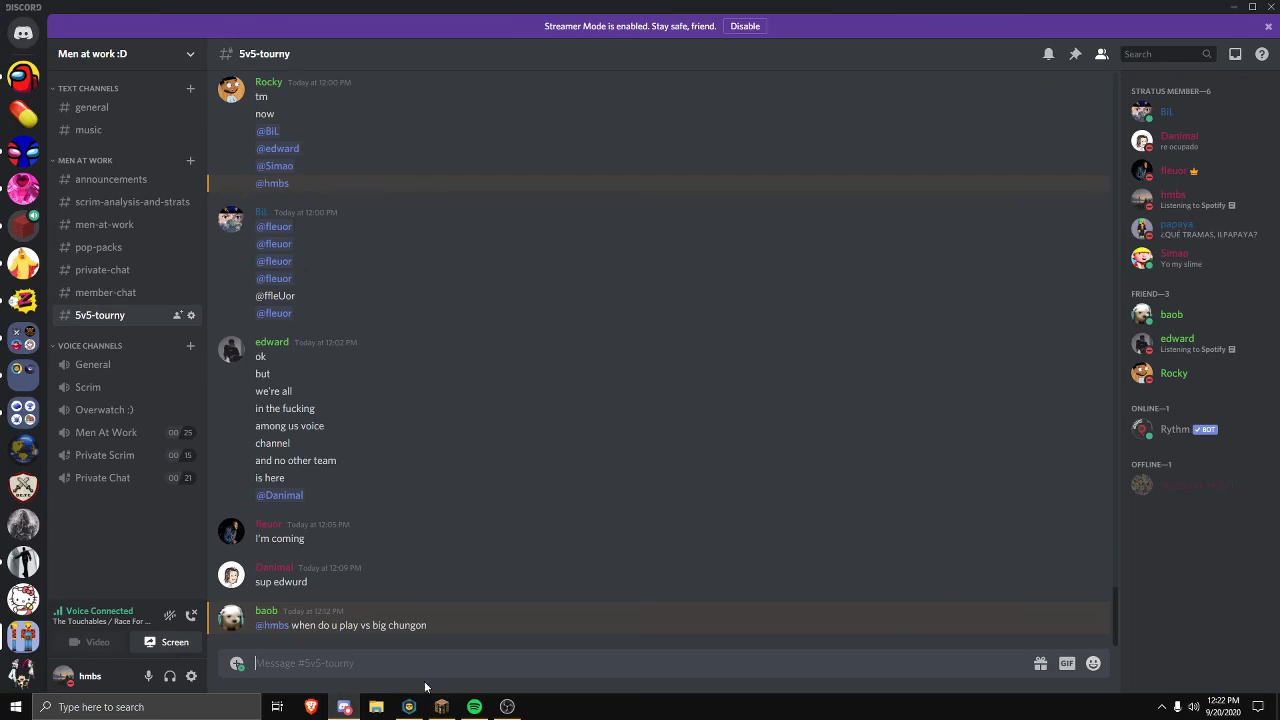 DISCORD
Streamer Mode is enabled. Stay safe, friend. Disable
Men at work :D
5v5-tourny
Search
TEXT CHANNELS
general
music
MEN AT WORK
announcements
scrim-analysis-and-strats
men-at-work
pop-packs
private-chat
member-chat
5v5-tourny
VOICE CHANNELS
General
Scrim
Overwatch :)
Men At Work 00 25
Private Scrim 00 15
Private Chat 00 21
Voice Connected
The Touchables / Race For ...
Video Screen
hmbs
Rocky Today at 12:00 PM
tm
now
@BiL
@edward
@Simao
@hmbs
BiL Today at 12:00 PM
@fleuor
@fleuor
@fleuor
@fleuor
@ffleUor
@fleuor
edward Today at 12:02 PM
ok
but
we're all
in the fucking
among us voice
channel
and no other team
is here
@Danimal
fleuor Today at 12:05 PM
I'm coming
Danimal Today at 12:09 PM
sup edwurd
baob Today at 12:12 PM
@hmbs when do u play vs big chungon
Message #5v5-tourny
GIF
STRATUS MEMBER—6
BiL
Danimal
re ocupado
fleuor
hmbs
Listening to Spotify
papaya
¿QUÉ TRAMAS, ILPAPAYA?
Simao
Yo my slime
FRIEND—3
baob
edward
Listening to Spotify
Rocky
ONLINE—1
Rythm BOT
OFFLINE—1
Type here to search
12:22 PM
9/20/2020